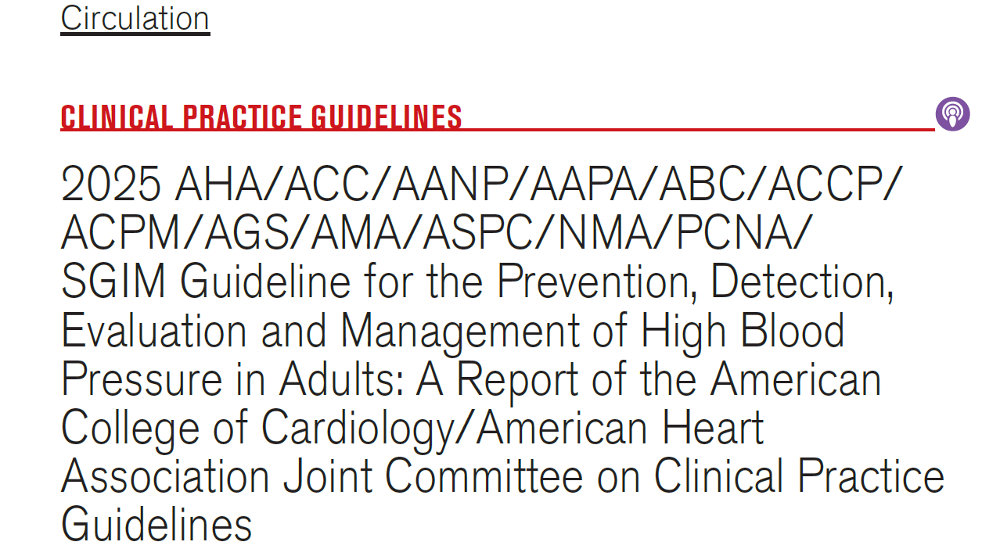 Circulation
CLINICAL PRACTICE GUIDELINES
2025 AHA/ACC/AANP/AAPA/ABC/ACCP/
ACPM/AGS/AMA/ASPC/NMA/PCNA/
SGIM Guideline for the Prevention, Detection,
Evaluation and Management of High Blood
Pressure in Adults: A Report of the American
College of Cardiology/American Heart
Association Joint Committee on Clinical Practice
Guidelines